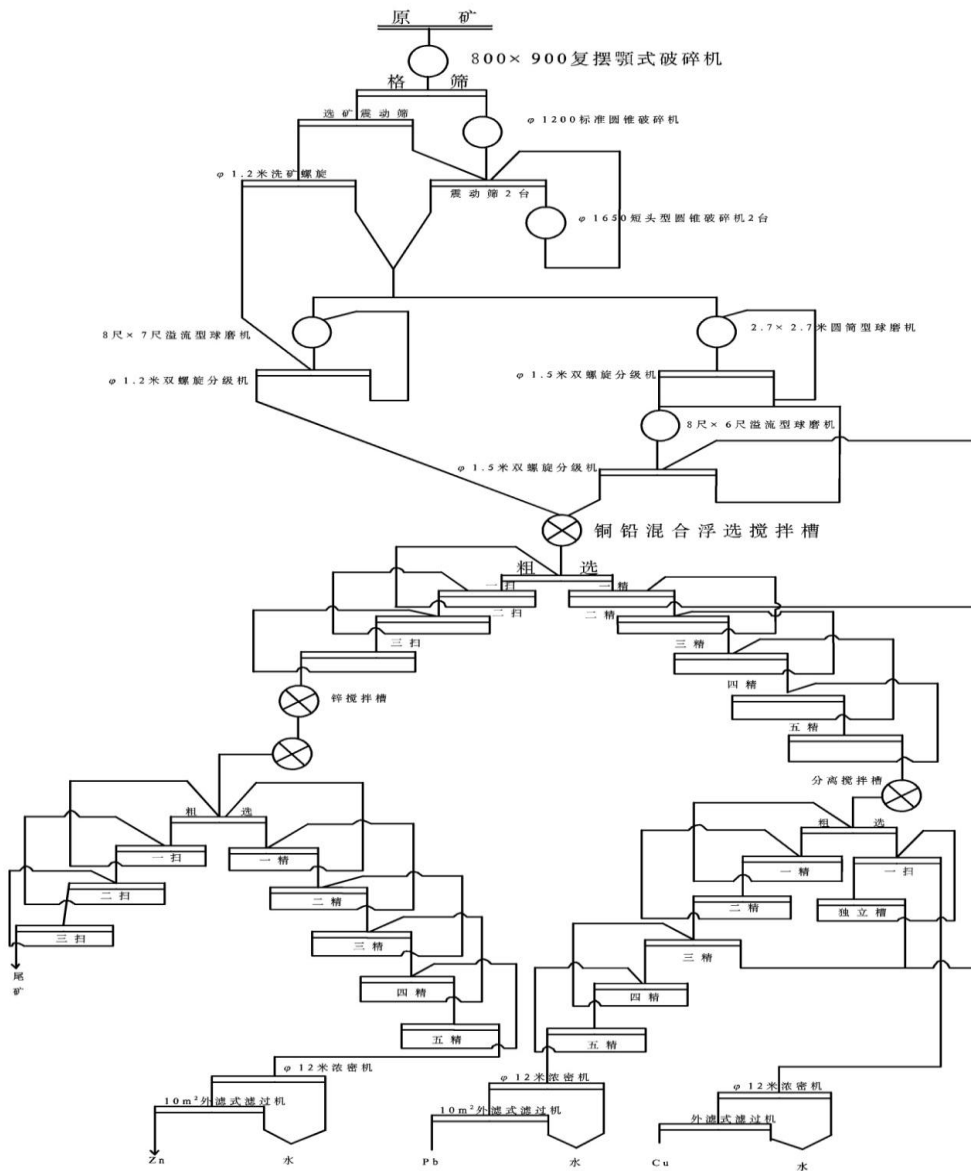 原 矿
800×900复摆颚式破碎机
格 筛
选矿震动筛
φ1200标准圆锥破碎机
φ1.2米洗矿螺旋
震动筛2台
φ1650短头型圆锥破碎机2台
8尺×7尺溢流型球磨机
2.7×2.7米圆筒型球磨机
φ1.2米双螺旋分级机
φ1.5米双螺旋分级机
8尺×6尺溢流型球磨机
φ1.5米双螺旋分级机
铜铅混合浮选搅拌槽
粗 选
一扫
一精
二扫
二精
三扫
三精
锌搅拌槽
四精
五精
分离搅拌槽
粗 选
粗 选
一扫
一精
一精
一扫
二扫
二精
二精
独立槽
三扫
三精
三精
尾矿
四精
四精
五精
五精
φ12米浓密机
φ12米浓密机
φ12米浓密机
10m²外滤式滤过机
10m²外滤式滤过机
外滤式滤过机
Zn
水
Pb
水
Cu
水